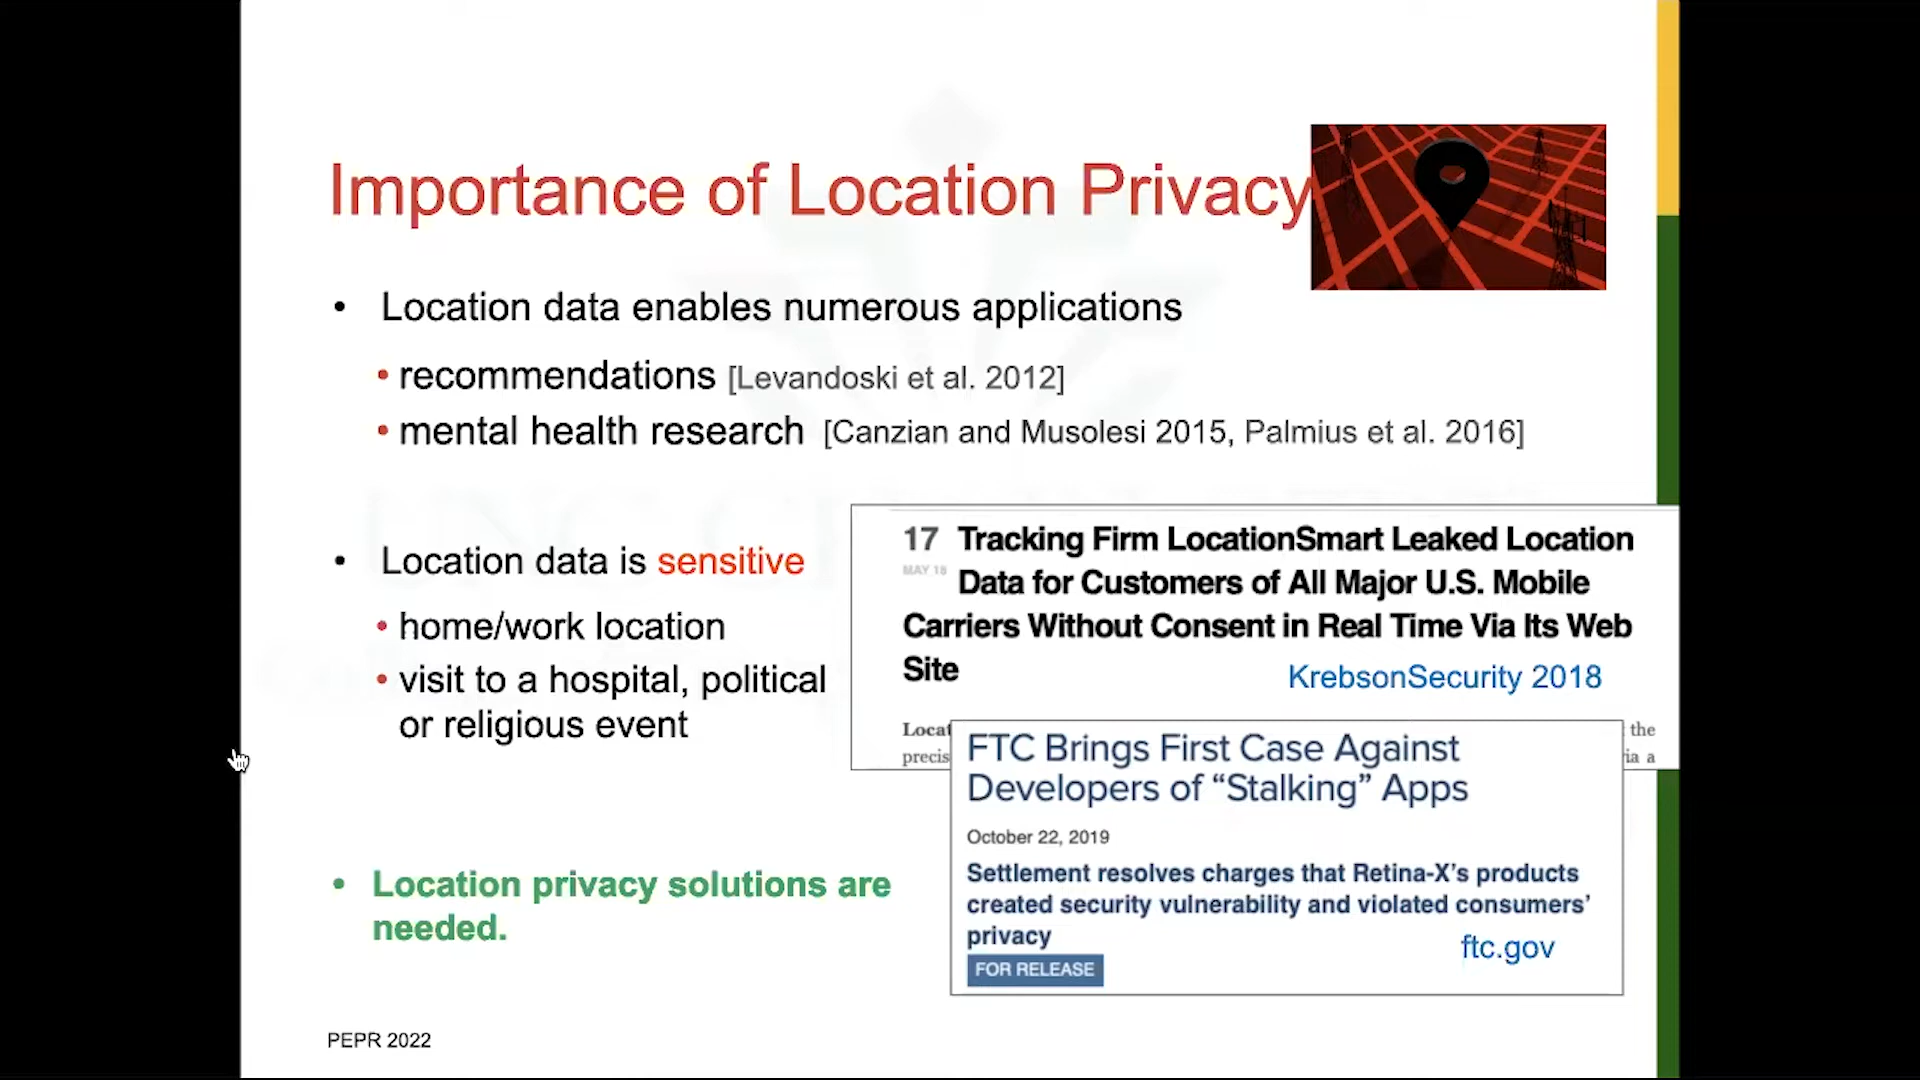 Importance of Location Privacy
• Location data enables numerous applications
• recommendations [Levandoski et al. 2012]
• mental health research [Canzian and Musolesi 2015, Palmius et al. 2016]
• Location data is sensitive
• home/work location
• visit to a hospital, political
or religious event
• Location privacy solutions are
needed.
17 Tracking Firm LocationSmart Leaked Location
MAY 18 Data for Customers of All Major U.S. Mobile
Carriers Without Consent in Real Time Via Its Web
Site
KrebsonSecurity 2018
the
a
FTC Brings First Case Against
Developers of “Stalking” Apps
October 22, 2019
Settlement resolves charges that Retina-X’s products
created security vulnerability and violated consumers’
privacy
ftc.gov
FOR RELEASE
PEPR 2022